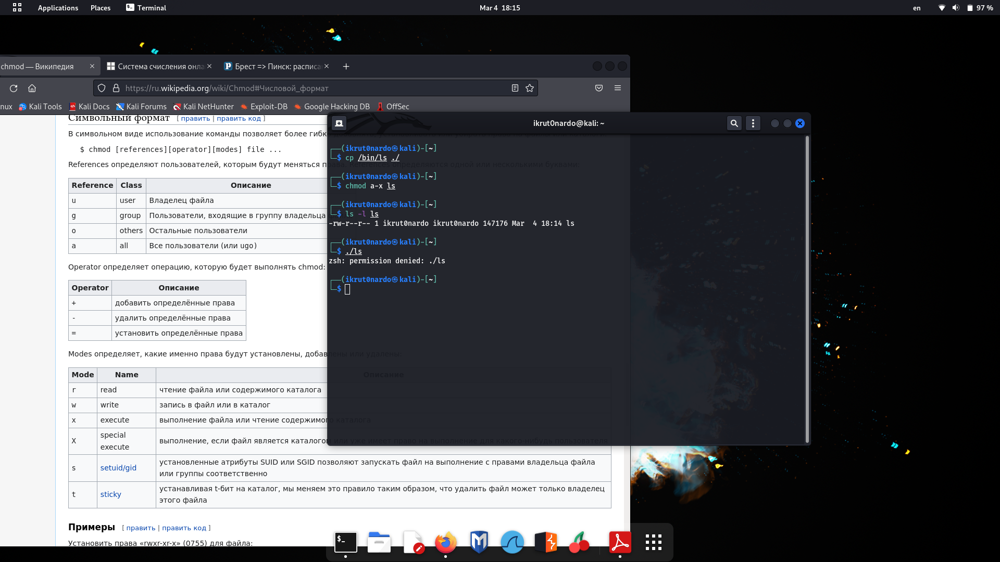 Applications Places Terminal Mar 4 18:15 en 97 %
chmod — Википедия Система счисления онла Брест => Пинск: расписа
https://ru.wikipedia.org/wiki/Chmod#Числовой_формат
nux Kali Tools Kali Docs Kali Forums Kali NetHunter Exploit-DB Google Hacking DB OffSec
Символьный формат [ править | править код ]
В символьном виде использование команды позволяет более гибк
$ chmod [references][operator][modes] file ...
References определяют пользователей, которым будут меняться права. References определяются одной или несколькими буквами:
Reference Class Описание
u user Владелец файла
g group Пользователи, входящие в группу владельца
o others Остальные пользователи
a all Все пользователи (или ugo)
Operator определяет операцию, которую будет выполнять chmod:
Operator Описание
+ добавить определённые права
- удалить определённые права
= установить определённые права
Modes определяет, какие именно права будут установлены, добавлены или удалены:
Mode Name Описание
r read чтение файла или содержимого каталога
w write запись в файл или в каталог
x execute выполнение файла или чтение содержимого каталога
X special execute выполнение, если файл является каталогом или уже имеет право на выполнение для какого-нибудь пользователя
s setuid/gid установленные атрибуты SUID или SGID позволяют запускать файл на выполнение с правами владельца файла
или группы соответственно
t sticky устанавливая t-бит на каталог, мы меняем это правило таким образом, что удалить файл может только владелец
этого файла
Примеры [ править | править код ]
Установить права «rwxr-xr-x» (0755) для файла:
ikrut0nardo@kali: ~
┌──(ikrut0nardo㉿kali)-[~]
└─$ cp /bin/ls ./
┌──(ikrut0nardo㉿kali)-[~]
└─$ chmod a-x ls
┌──(ikrut0nardo㉿kali)-[~]
└─$ ls -l ls
-rw-r--r-- 1 ikrut0nardo ikrut0nardo 147176 Mar  4 18:14 ls
┌──(ikrut0nardo㉿kali)-[~]
└─$ ./ls
zsh: permission denied: ./ls
┌──(ikrut0nardo㉿kali)-[~]
└─$